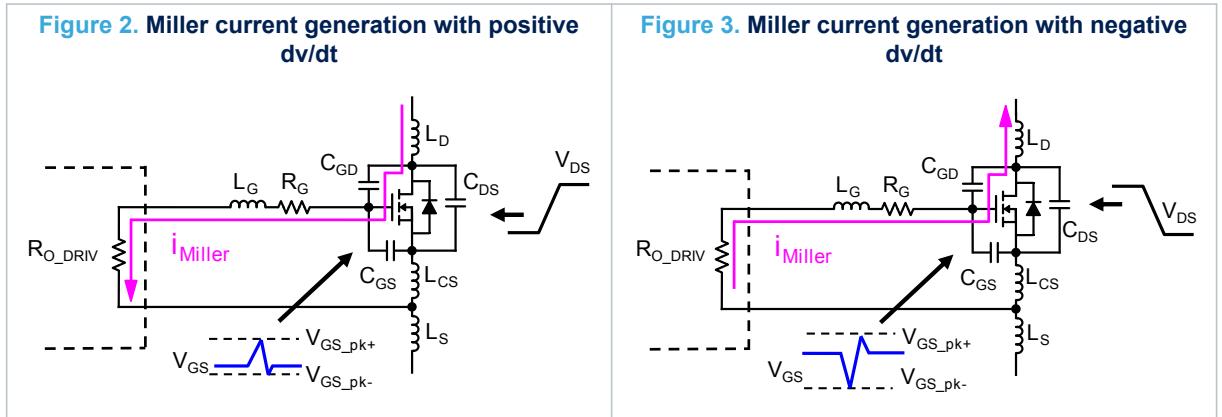 Figure 2. Miller current generation with positive
dv/dt
L_D
C_GD
C_DS
V_DS
L_G
R_G
R_O_DRIV
i_Miller
C_GS
L_CS
L_S
V_GS_pk+
V_GS
V_GS_pk-
Figure 3. Miller current generation with negative
dv/dt
L_D
C_GD
L_G
R_G
V_DS
C_DS
R_O_DRIV
i_Miller
C_GS
L_CS
L_S
V_GS_pk+
V_GS
V_GS_pk-